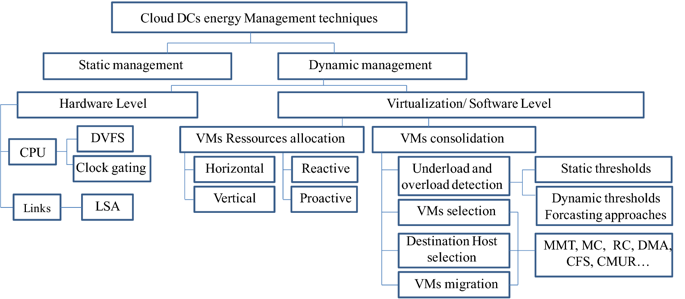 Cloud DCs energy Management techniques
Static management
Dynamic management
Hardware Level
Virtualization/ Software Level
CPU
DVFS
Clock gating
Links
LSA
VMs Ressources allocation
Horizontal
Reactive
Vertical
Proactive
VMs consolidation
Underload and
overload detection
Static thresholds
Dynamic thresholds
Forcasting approaches
VMs selection
Destination Host
selection
VMs migration
MMT, MC, RC, DMA,
CFS, CMUR...